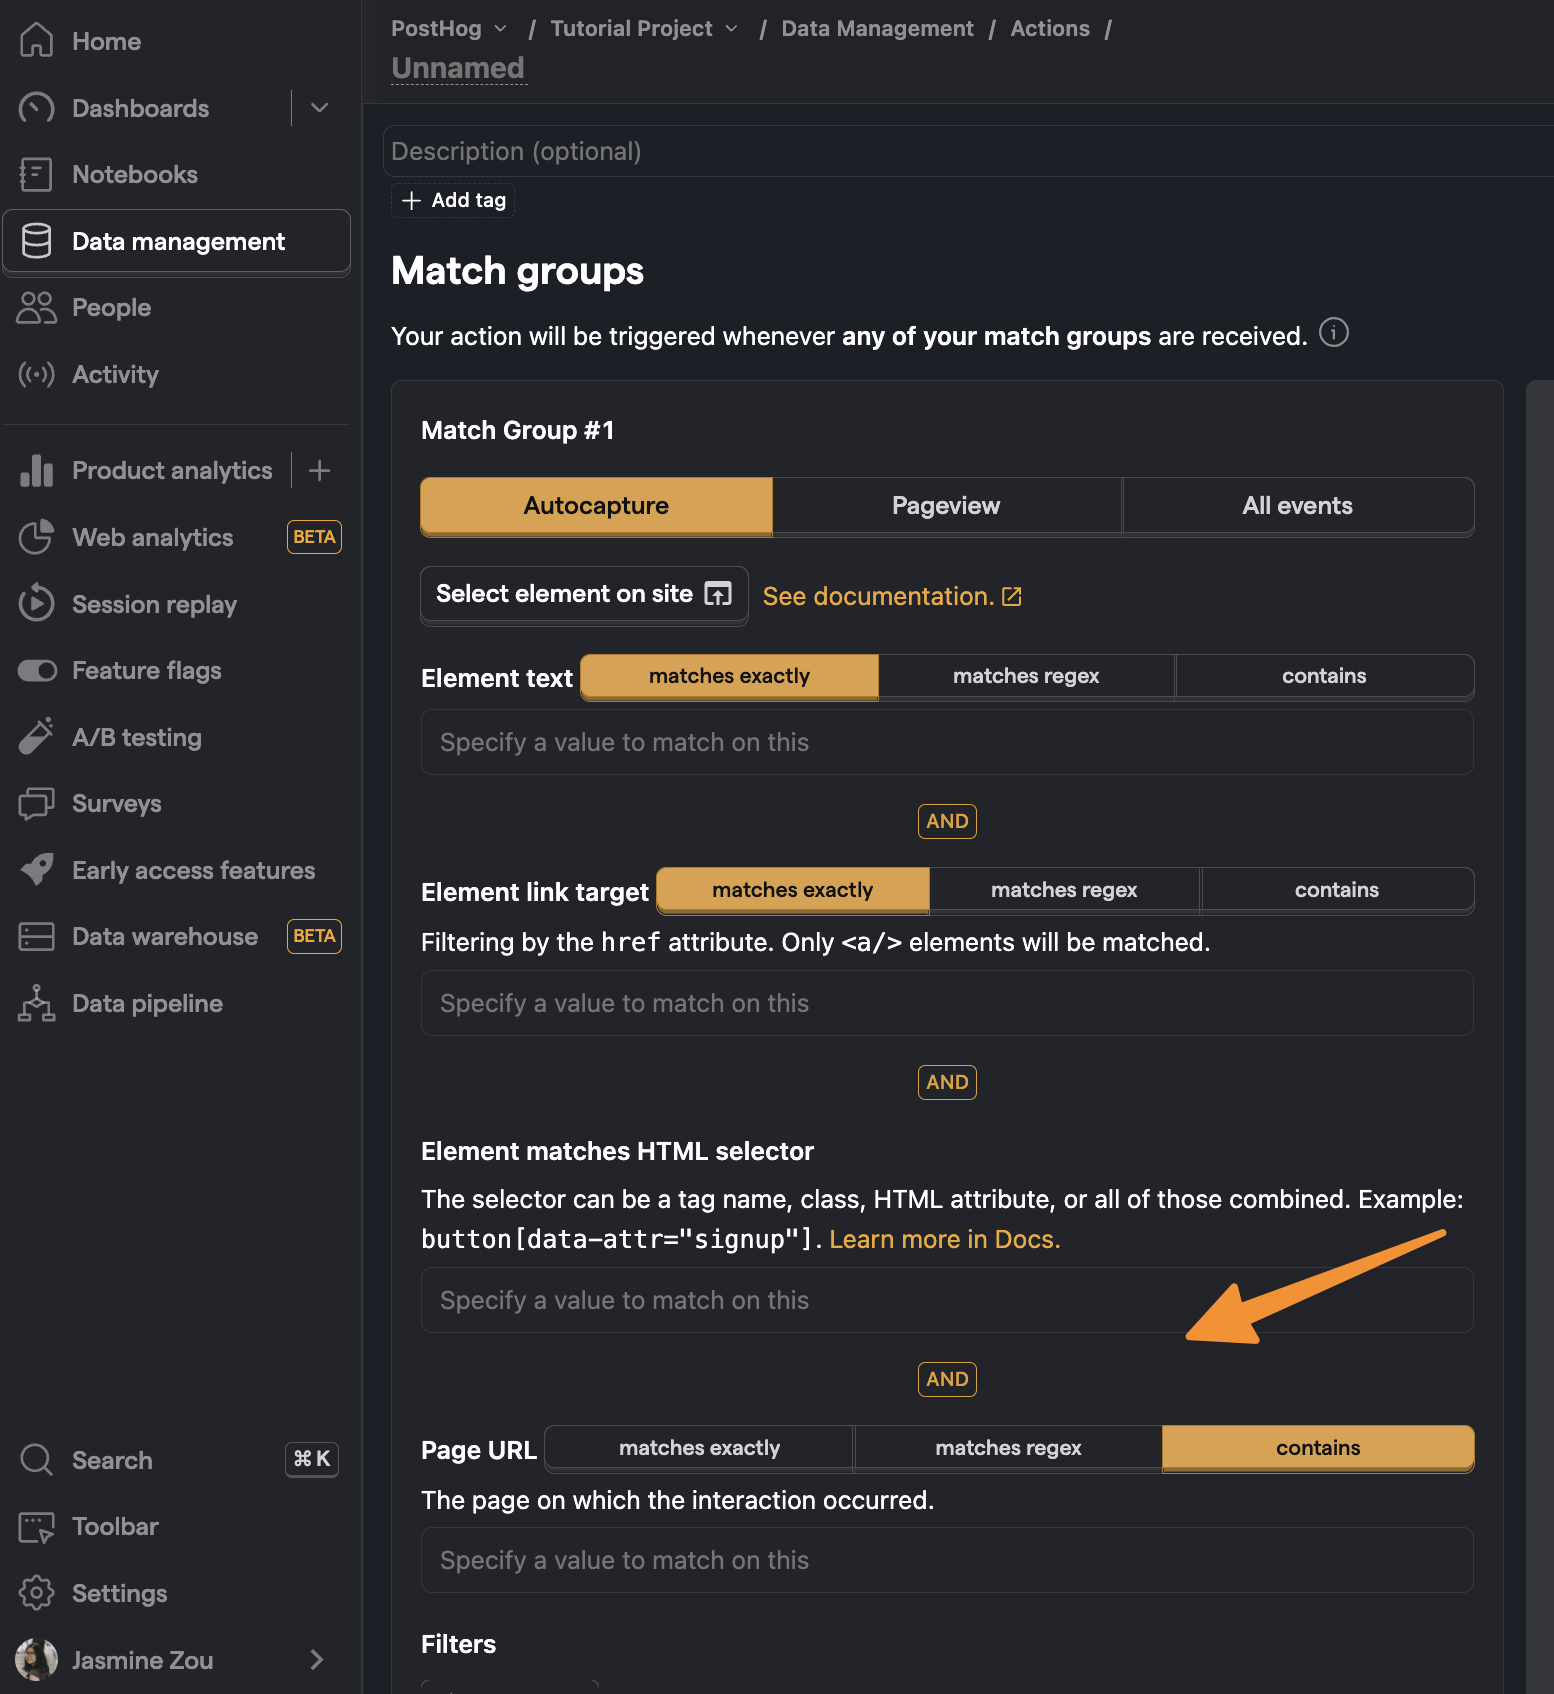 Home
Dashboards
Notebooks
Data management
People
Activity
Product analytics
Web analytics BETA
Session replay
Feature flags
A/B testing
Surveys
Early access features
Data warehouse BETA
Data pipeline
Search ⌘ K
Toolbar
Settings
Jasmine Zou
PostHog / Tutorial Project / Data Management / Actions /
Unnamed
Description (optional)
+ Add tag
Match groups
Your action will be triggered whenever any of your match groups are received.
Match Group #1
Autocapture Pageview All events
Select element on site See documentation.
Element text matches exactly matches regex contains
Specify a value to match on this
AND
Element link target matches exactly matches regex contains
Filtering by the href attribute. Only <a/> elements will be matched.
Specify a value to match on this
AND
Element matches HTML selector
The selector can be a tag name, class, HTML attribute, or all of those combined. Example:
button[data-attr="signup"]. Learn more in Docs.
Specify a value to match on this
AND
Page URL matches exactly matches regex contains
The page on which the interaction occurred.
Specify a value to match on this
Filters